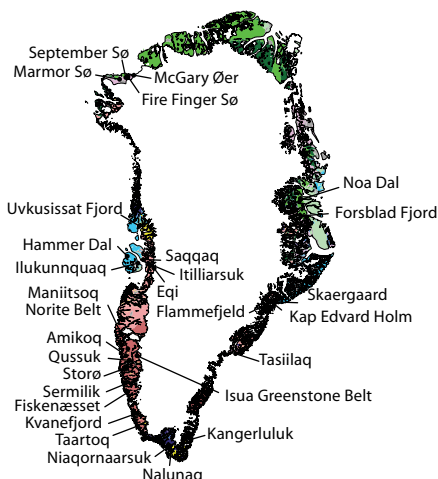 September Sø
Marmor Sø
McGary Øer
Fire Finger Sø
Noa Dal
Uvkusissat Fjord
Forsblad Fjord
Hammer Dal
Saqqaq
Ilukunnquaq
Itilliarsuk
Eqi
Maniitsoq
Norite Belt
Flammefjeld
Skaergaard
Kap Edvard Holm
Amikoq
Qussuk
Tasiilaq
Storø
Sermilik
Isua Greenstone Belt
Fiskenæsset
Kvanefjord
Taartoq
Kangerluluk
Niaqornaarsuk
Nalunaq